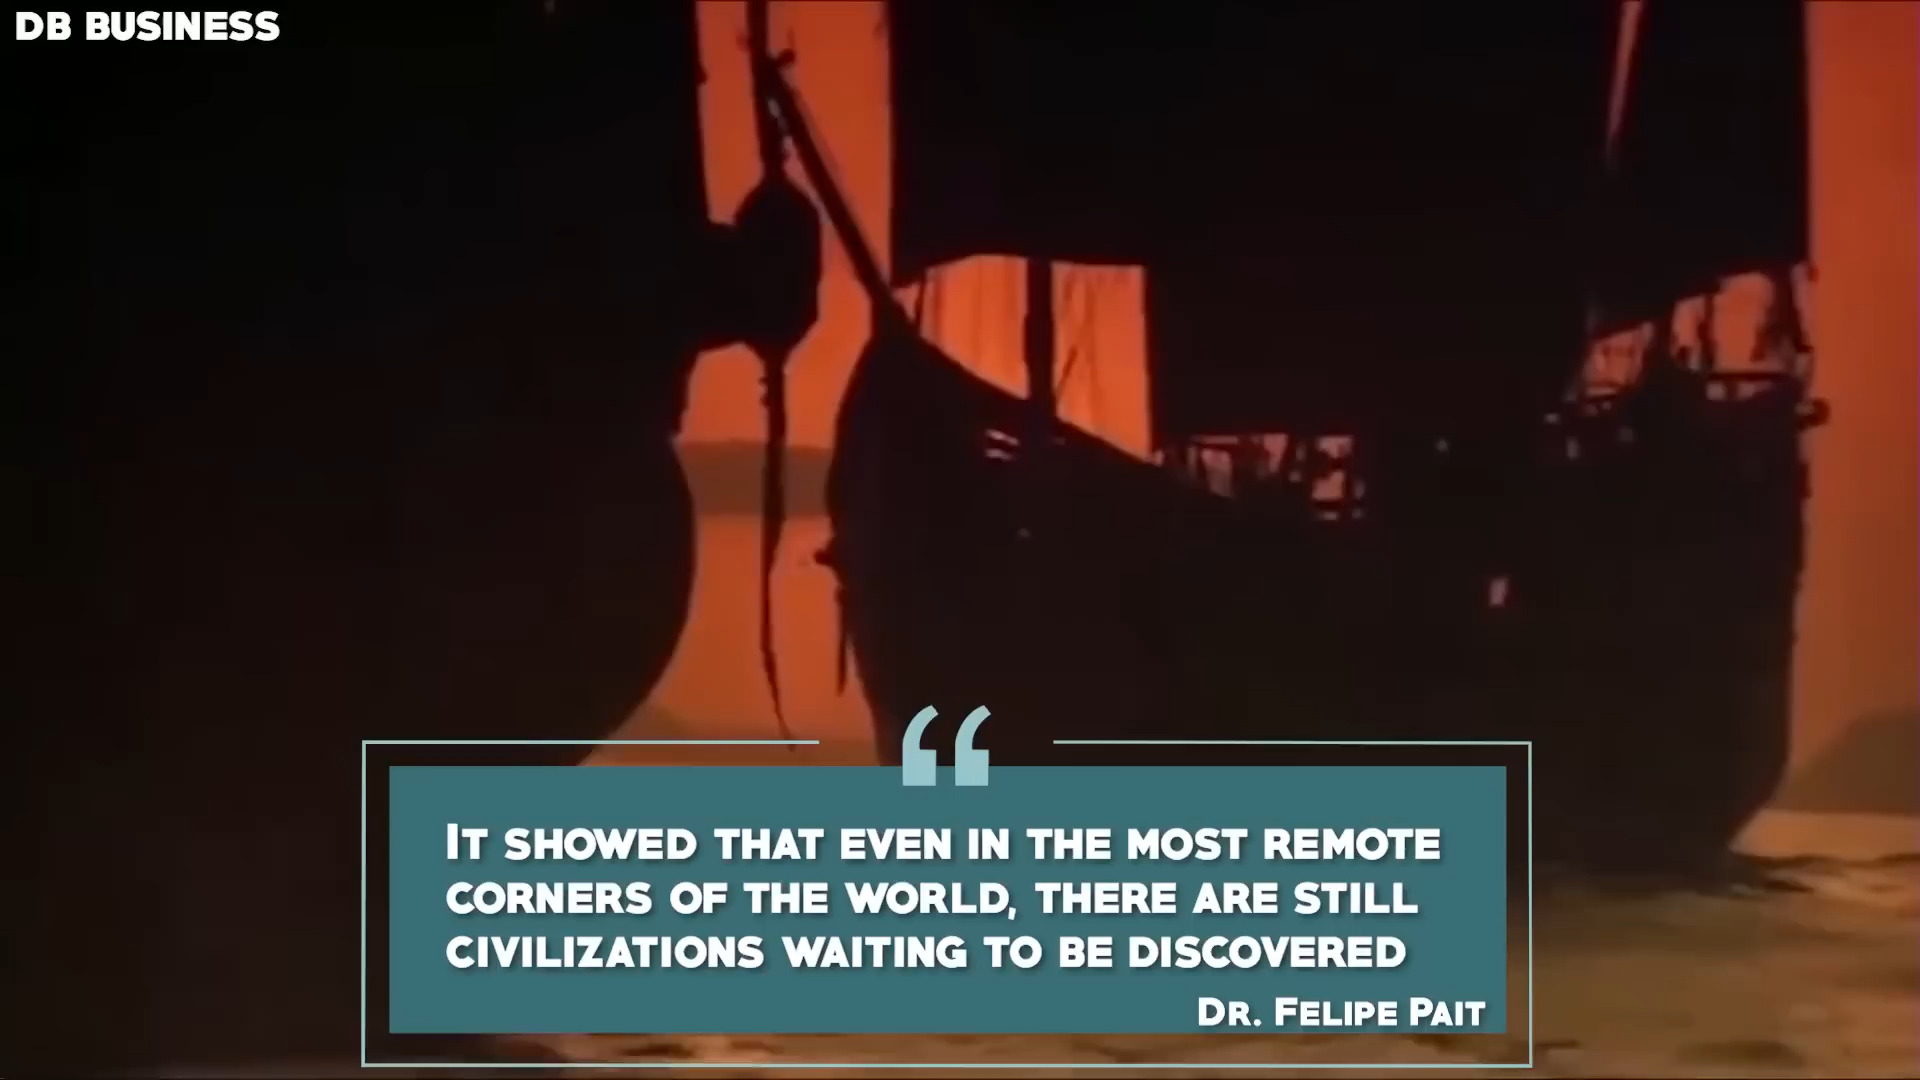 DB BUSINESS
“
IT SHOWED THAT EVEN IN THE MOST REMOTE
CORNERS OF THE WORLD, THERE ARE STILL
CIVILIZATIONS WAITING TO BE DISCOVERED
DR. FELIPE PAIT